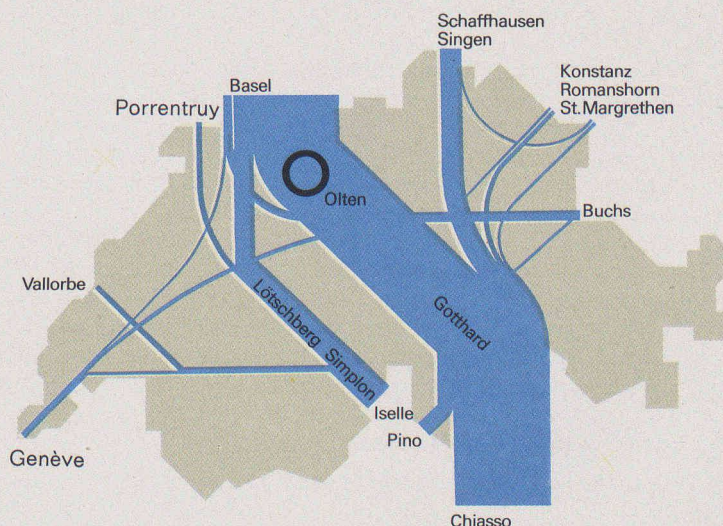 Schaffhausen
Singen
Konstanz
Romanshorn
St.Margrethen
Basel
Porrentruy
Olten
Buchs
Vallorbe
Gotthard
Lötschberg Simplon
Iselle
Pino
Genève
Chiasso